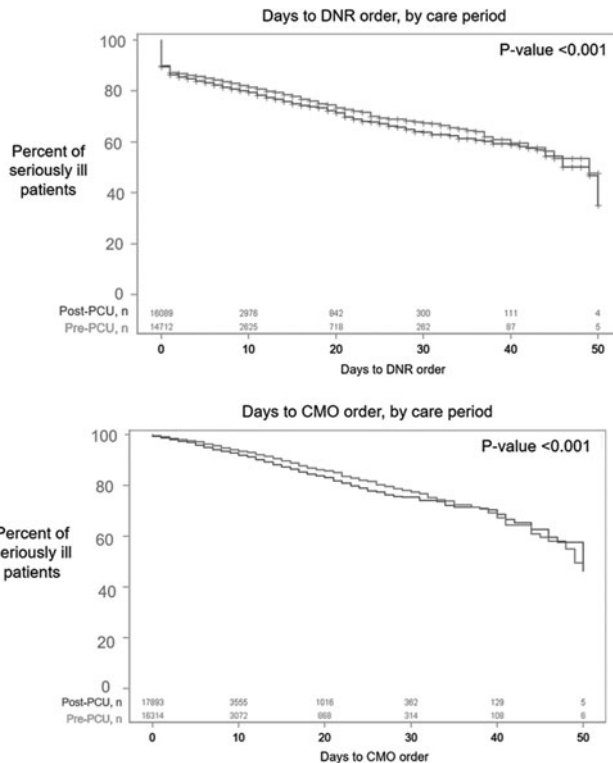 Days to DNR order, by care period
P-value <0.001
100
80
60
40
20
0
Percent of
seriously ill
patients
Post-PCU, n 16089 2976 842 300 111 4
Pre-PCU, n 14712 2625 718 262 87 5
0 10 20 30 40 50
Days to DNR order
Days to CMO order, by care period
P-value <0.001
100
80
60
40
20
0
Percent of
seriously ill
patients
Post-PCU, n 17893 3555 1016 362 129 5
Pre-PCU, n 16314 3072 868 314 108 6
0 10 20 30 40 50
Days to CMO order